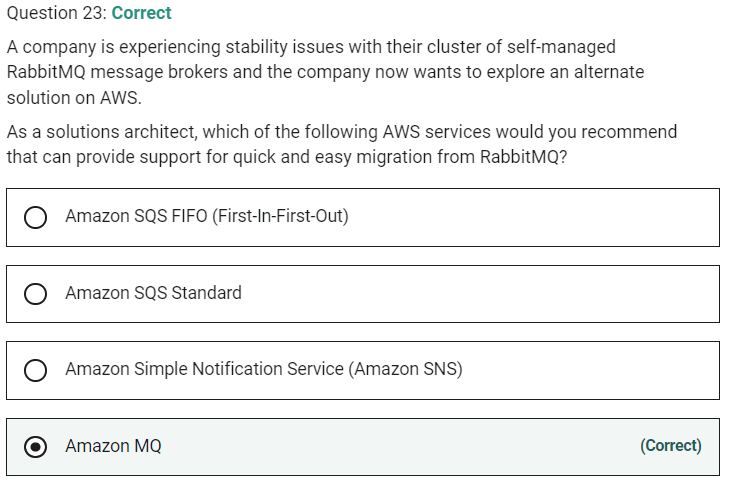 Question 23: Correct
A company is experiencing stability issues with their cluster of self-managed
RabbitMQ message brokers and the company now wants to explore an alternate
solution on AWS.
As a solutions architect, which of the following AWS services would you recommend
that can provide support for quick and easy migration from RabbitMQ?
Amazon SQS FIFO (First-In-First-Out)
Amazon SQS Standard
Amazon Simple Notification Service (Amazon SNS)
Amazon MQ (Correct)